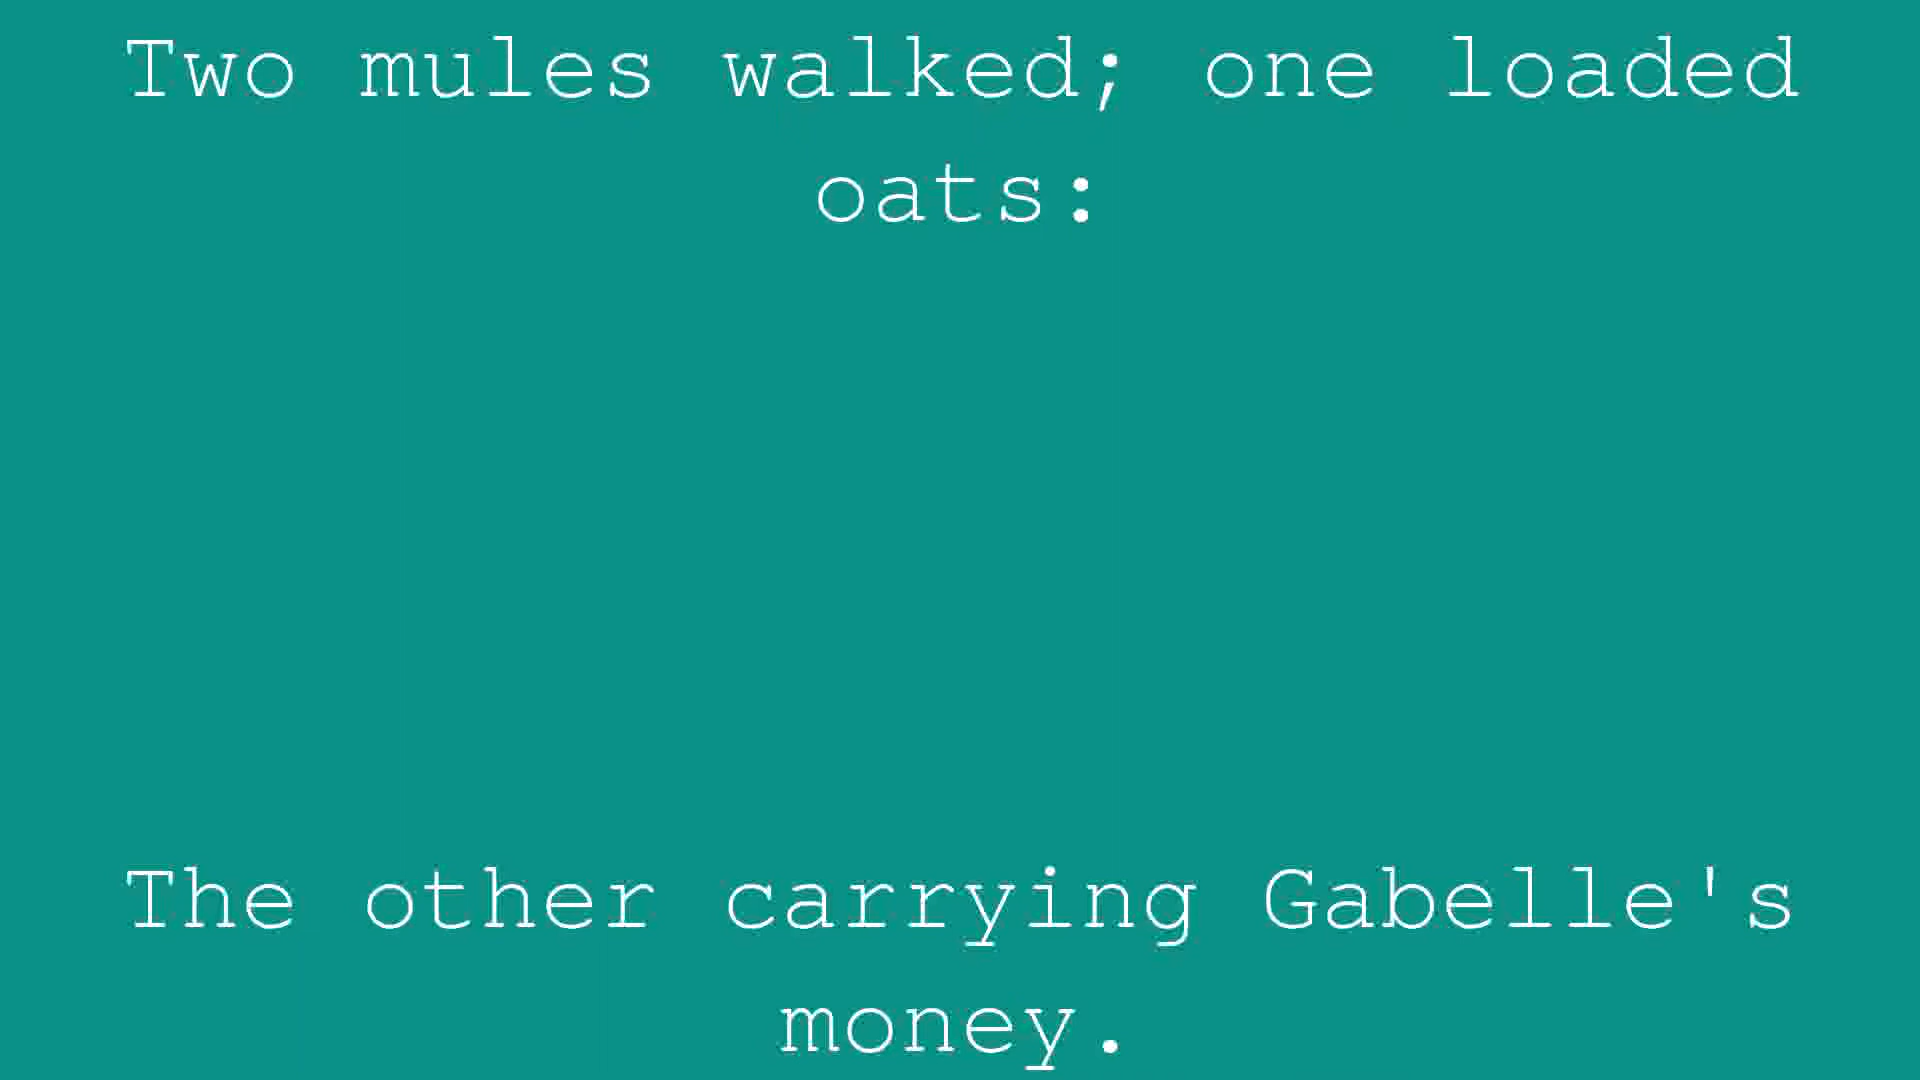 Two mules walked; one loaded
oats:
The other carrying Gabelle's
money.